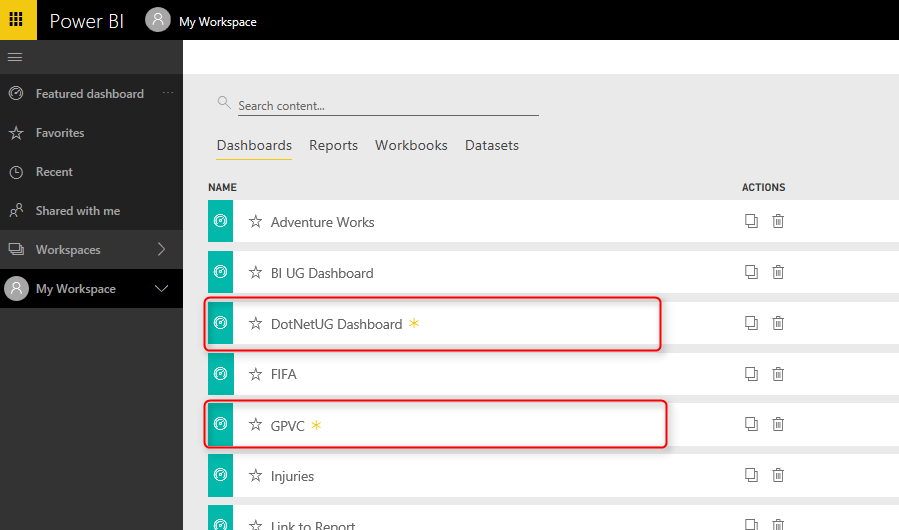 Power BI My Workspace
Featured dashboard ...
Favorites
Recent
Shared with me
Workspaces
My Workspace
Search content...
Dashboards Reports Workbooks Datasets
NAME ACTIONS
Adventure Works
BI UG Dashboard
DotNetUG Dashboard *
FIFA
GPVC *
Injuries
Link to Report